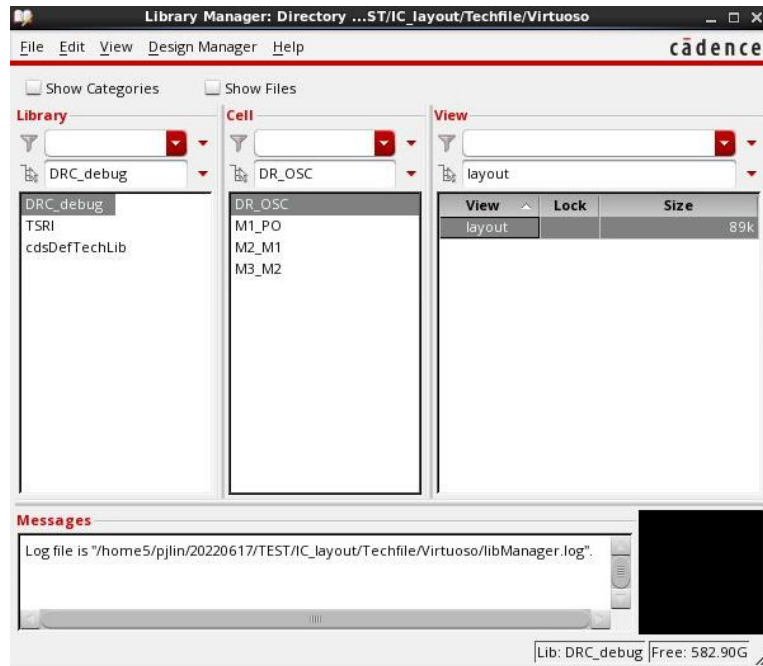 Library Manager: Directory ...ST/IC_layout/Techfile/Virtuoso
File Edit View Design Manager Help
cādence
Show Categories Show Files
Library Cell View
DRC_debug DR_OSC layout
DRC_debug DR_OSC View Lock Size
TSRI M1_PO layout 89k
cdsDefTechLib M2_M1
M3_M2
Messages
Log file is "/home5/pjlin/20220617/TEST/IC_layout/Techfile/Virtuoso/libManager.log".
Lib: DRC_debug Free: 582.90G